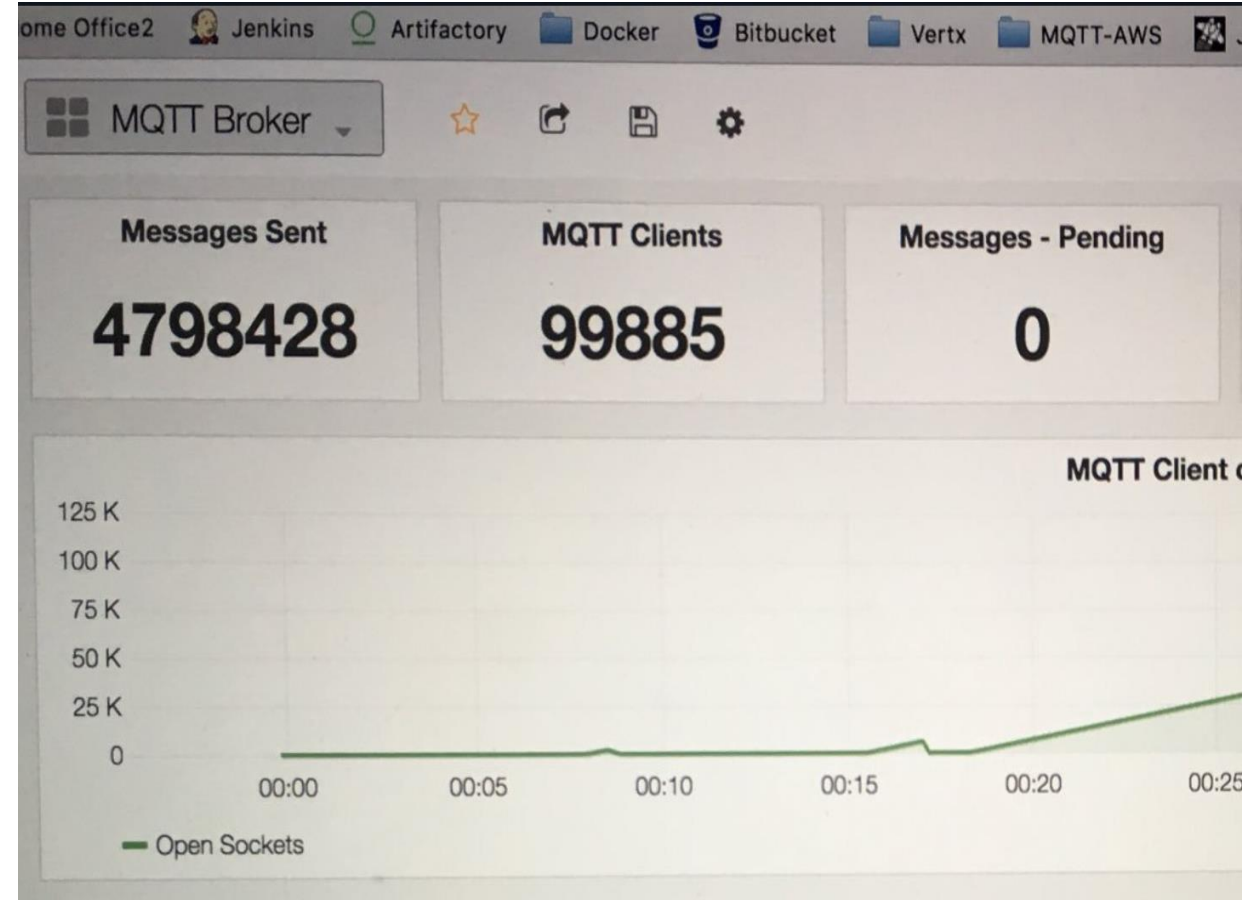 ome Office2 Jenkins Artifactory Docker Bitbucket Vertx MQTT-AWS
MQTT Broker
Messages Sent MQTT Clients Messages - Pending
4798428 99885 0
MQTT Client
125 K
100 K
75 K
50 K
25 K
0
00:00 00:05 00:10 00:15 00:20 00:25
Open Sockets